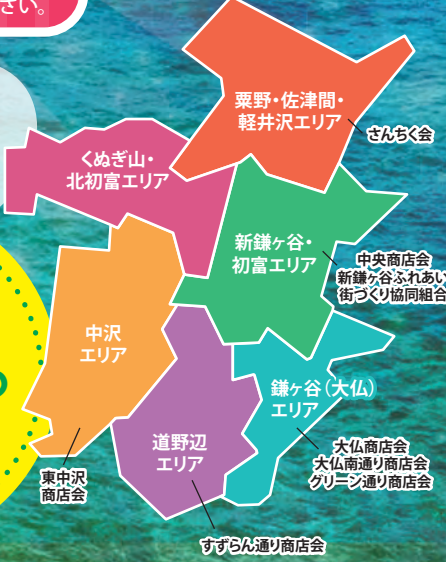 さい。
粟野・佐津間・
軽井沢エリア
さんちく会
くぬぎ山・
北初富エリア
新鎌ヶ谷・
初富エリア
中央商店会
新鎌ヶ谷ふれあい
街づくり協同組合
中沢
エリア
鎌ヶ谷(大仏)
エリア
道野辺
エリア
大仏商店会
大仏南通り商店会
グリーン通り商店会
東中沢
商店会
すずらん通り商店会